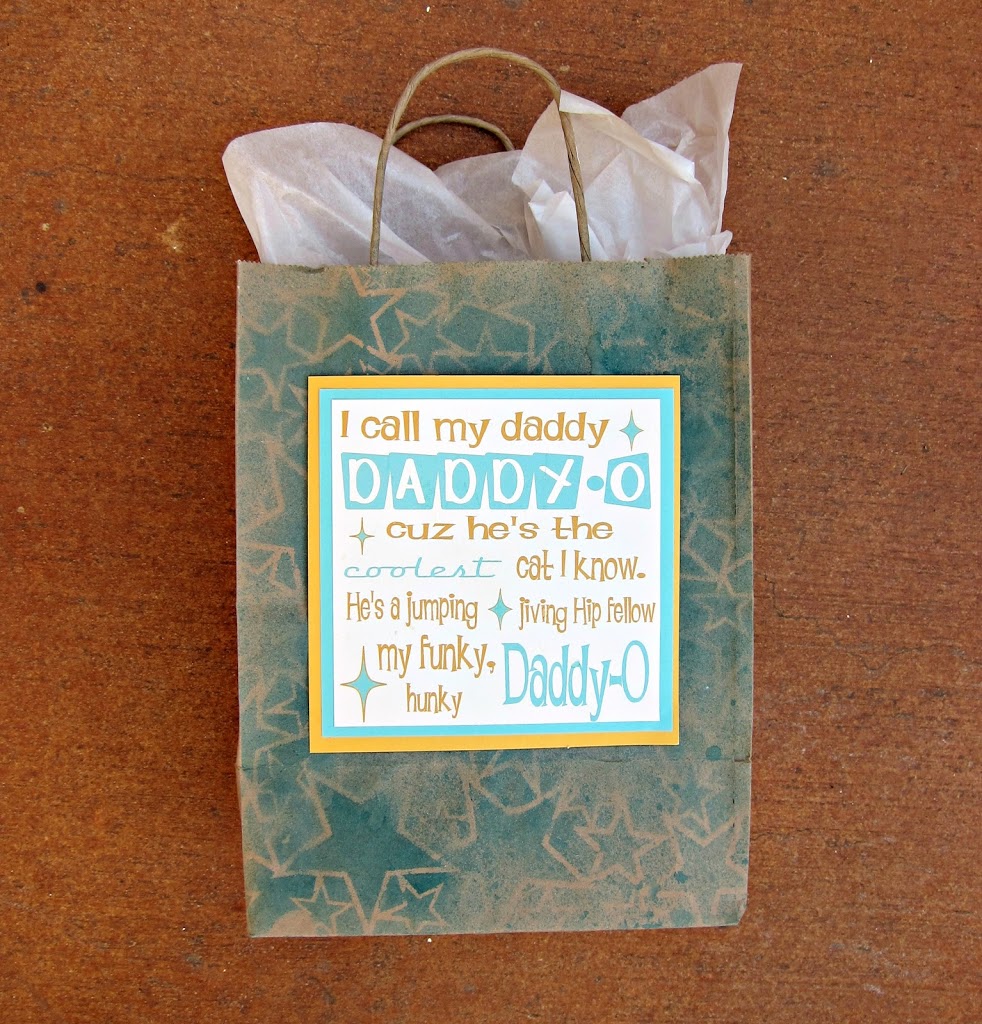 I call my daddy
DADDY-O
cuz he's the
coolest cat I know.
He's a jumping jiving Hip fellow
my funky,
hunky Daddy-O